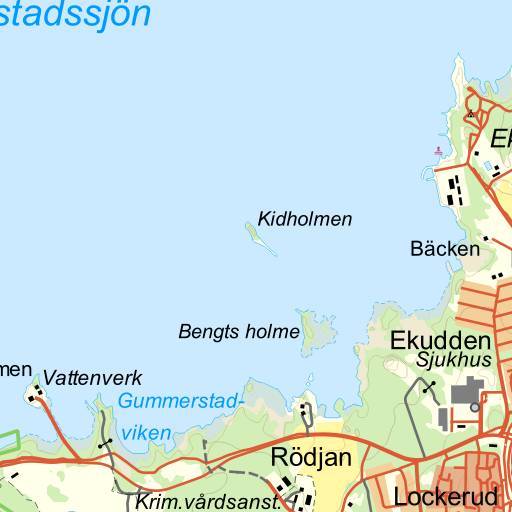 stadssjön
Ek
Kidholmen
Bäcken
Bengts holme
Ekudden
Sjukhus
men
Vattenverk
Gummerstad-
viken
Rödjan
Krim.vårdsanst.
Lockerud